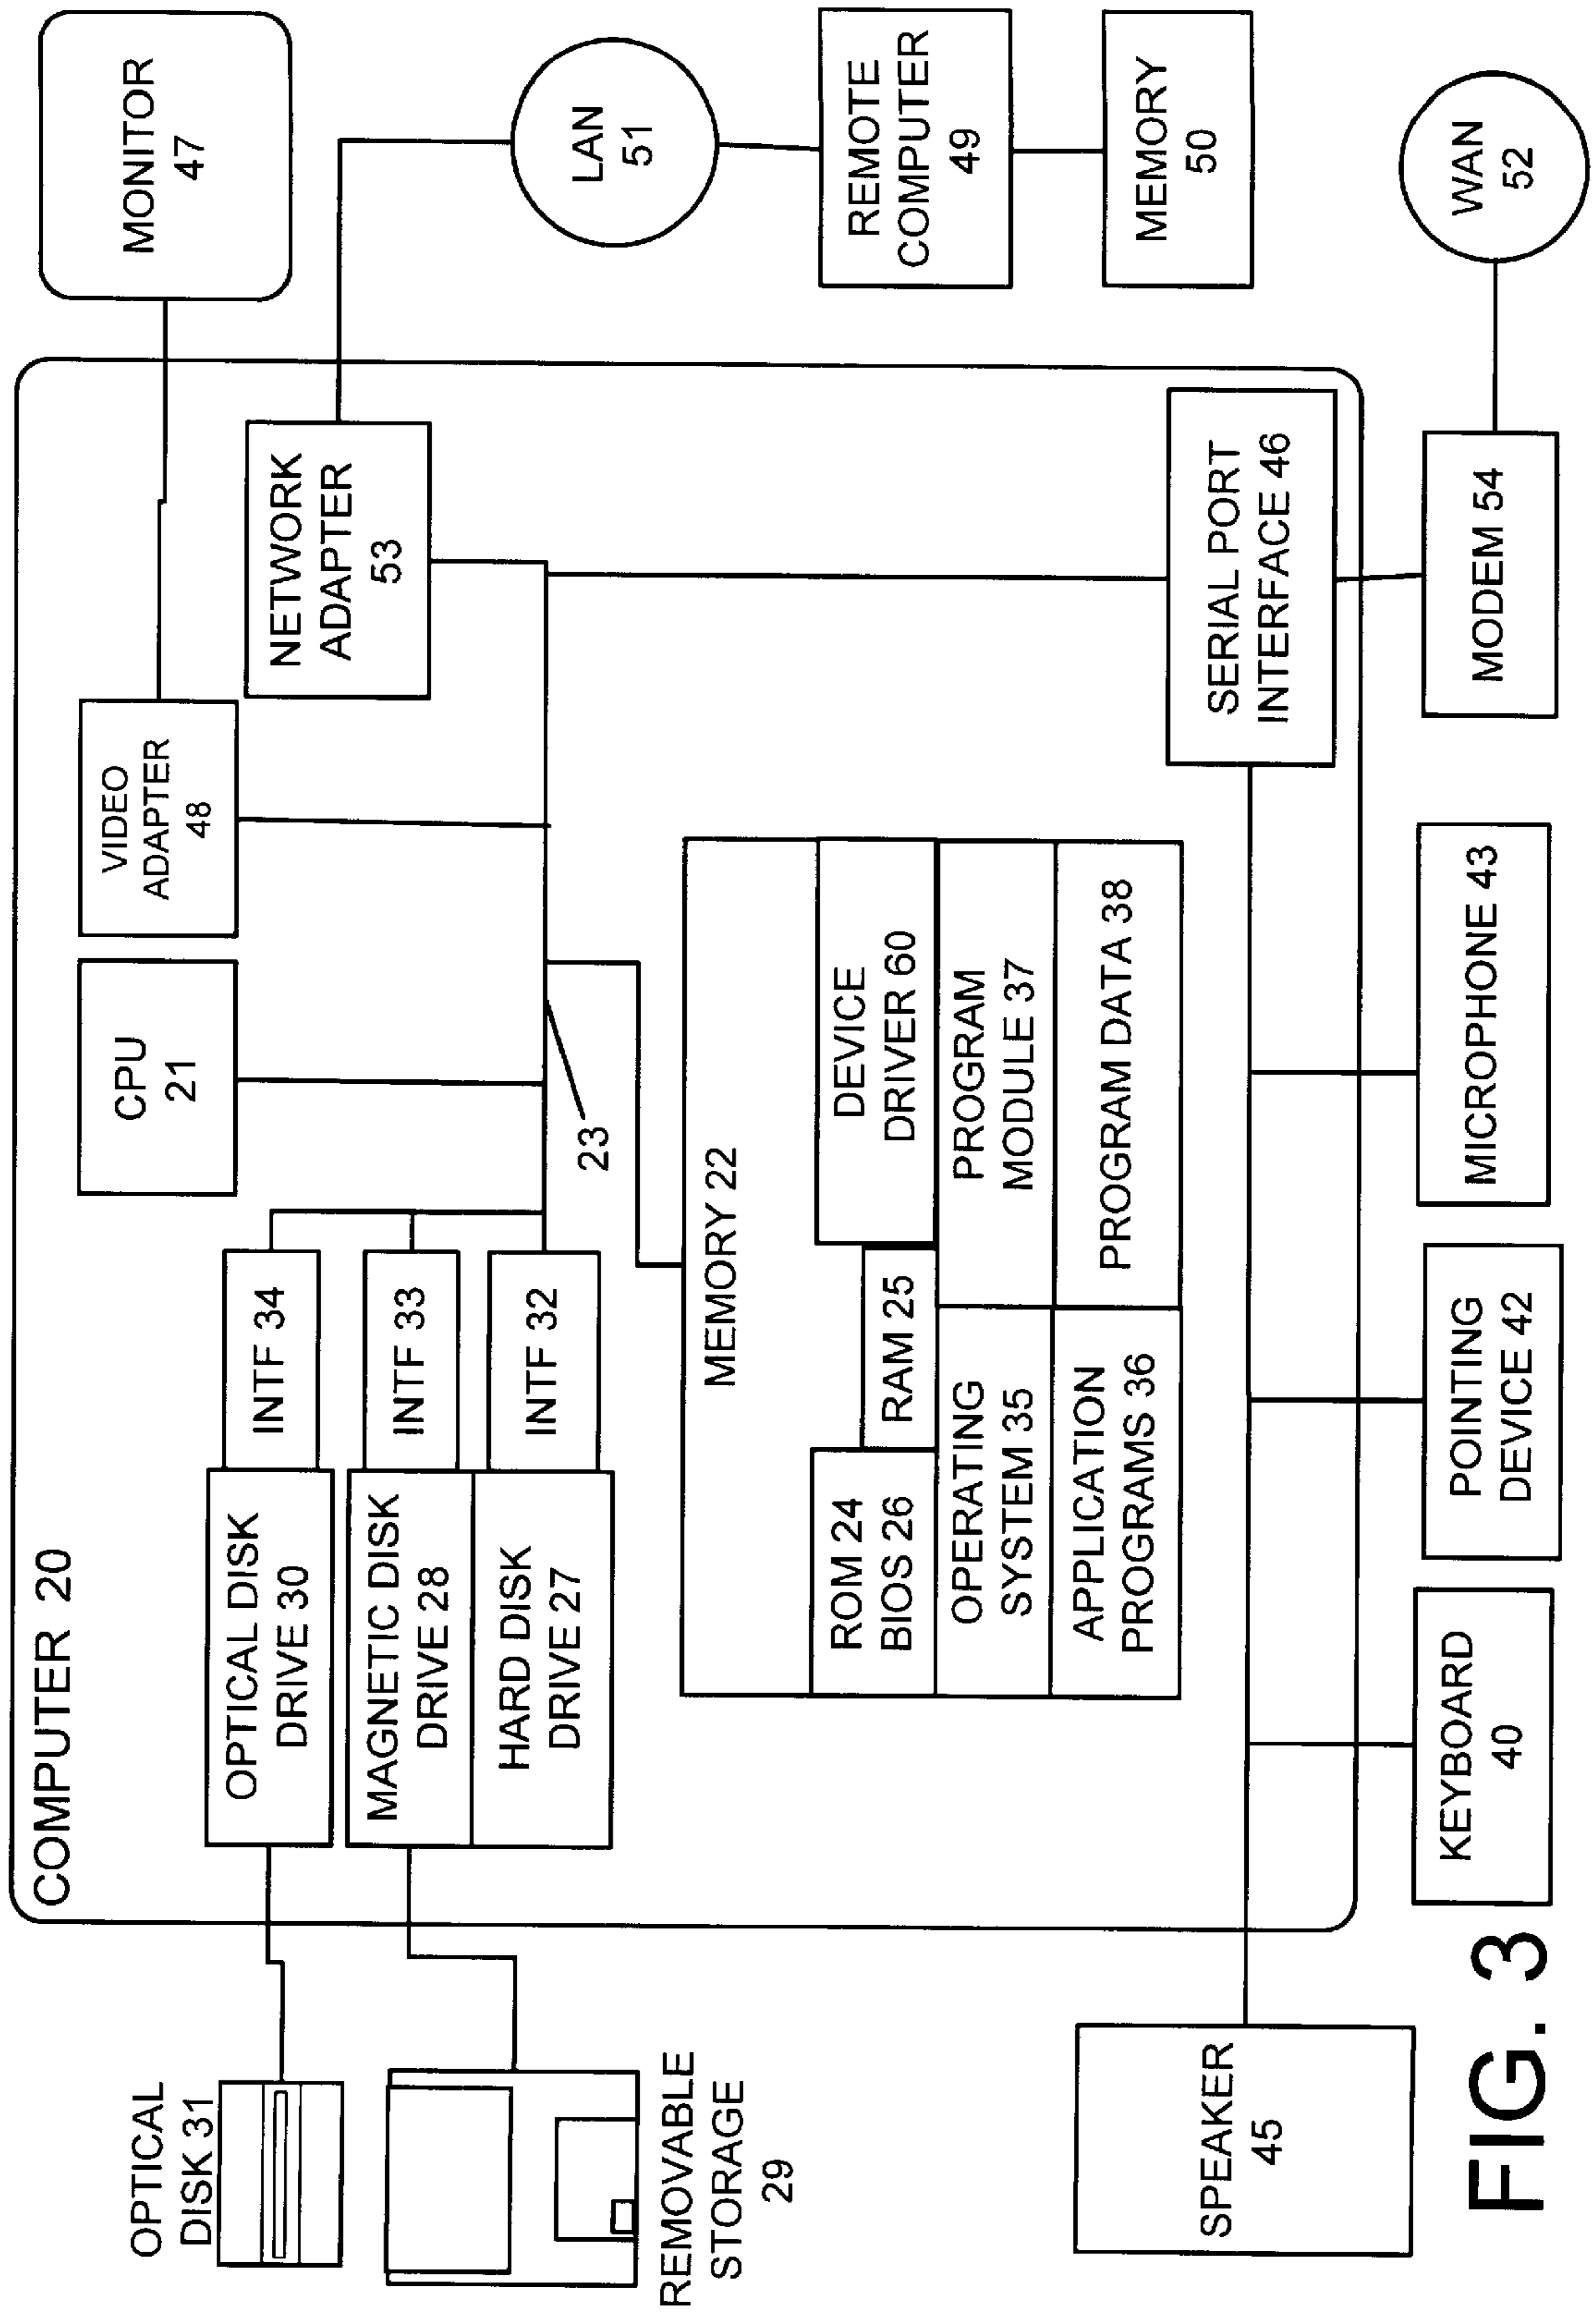 COMPUTER 20
MONITOR
47
VIDEO
ADAPTER
48
CPU
21
NETWORK
ADAPTER
53
OPTICAL
DISK 31
OPTICAL DISK
DRIVE 30
INTF 34
MAGNETIC DISK
DRIVE 28
INTF 33
HARD DISK
DRIVE 27
INTF 32
23
LAN
51
REMOVABLE
STORAGE
29
MEMORY 22
ROM 24
BIOS 26
RAM 25
DEVICE
DRIVER 60
OPERATING
SYSTEM 35
PROGRAM
MODULE 37
APPLICATION
PROGRAMS 36
PROGRAM DATA 38
REMOTE
COMPUTER
49
MEMORY
50
SERIAL PORT
INTERFACE 46
SPEAKER
45
KEYBOARD
40
POINTING
DEVICE 42
MICROPHONE 43
MODEM 54
WAN
52
FIG. 3